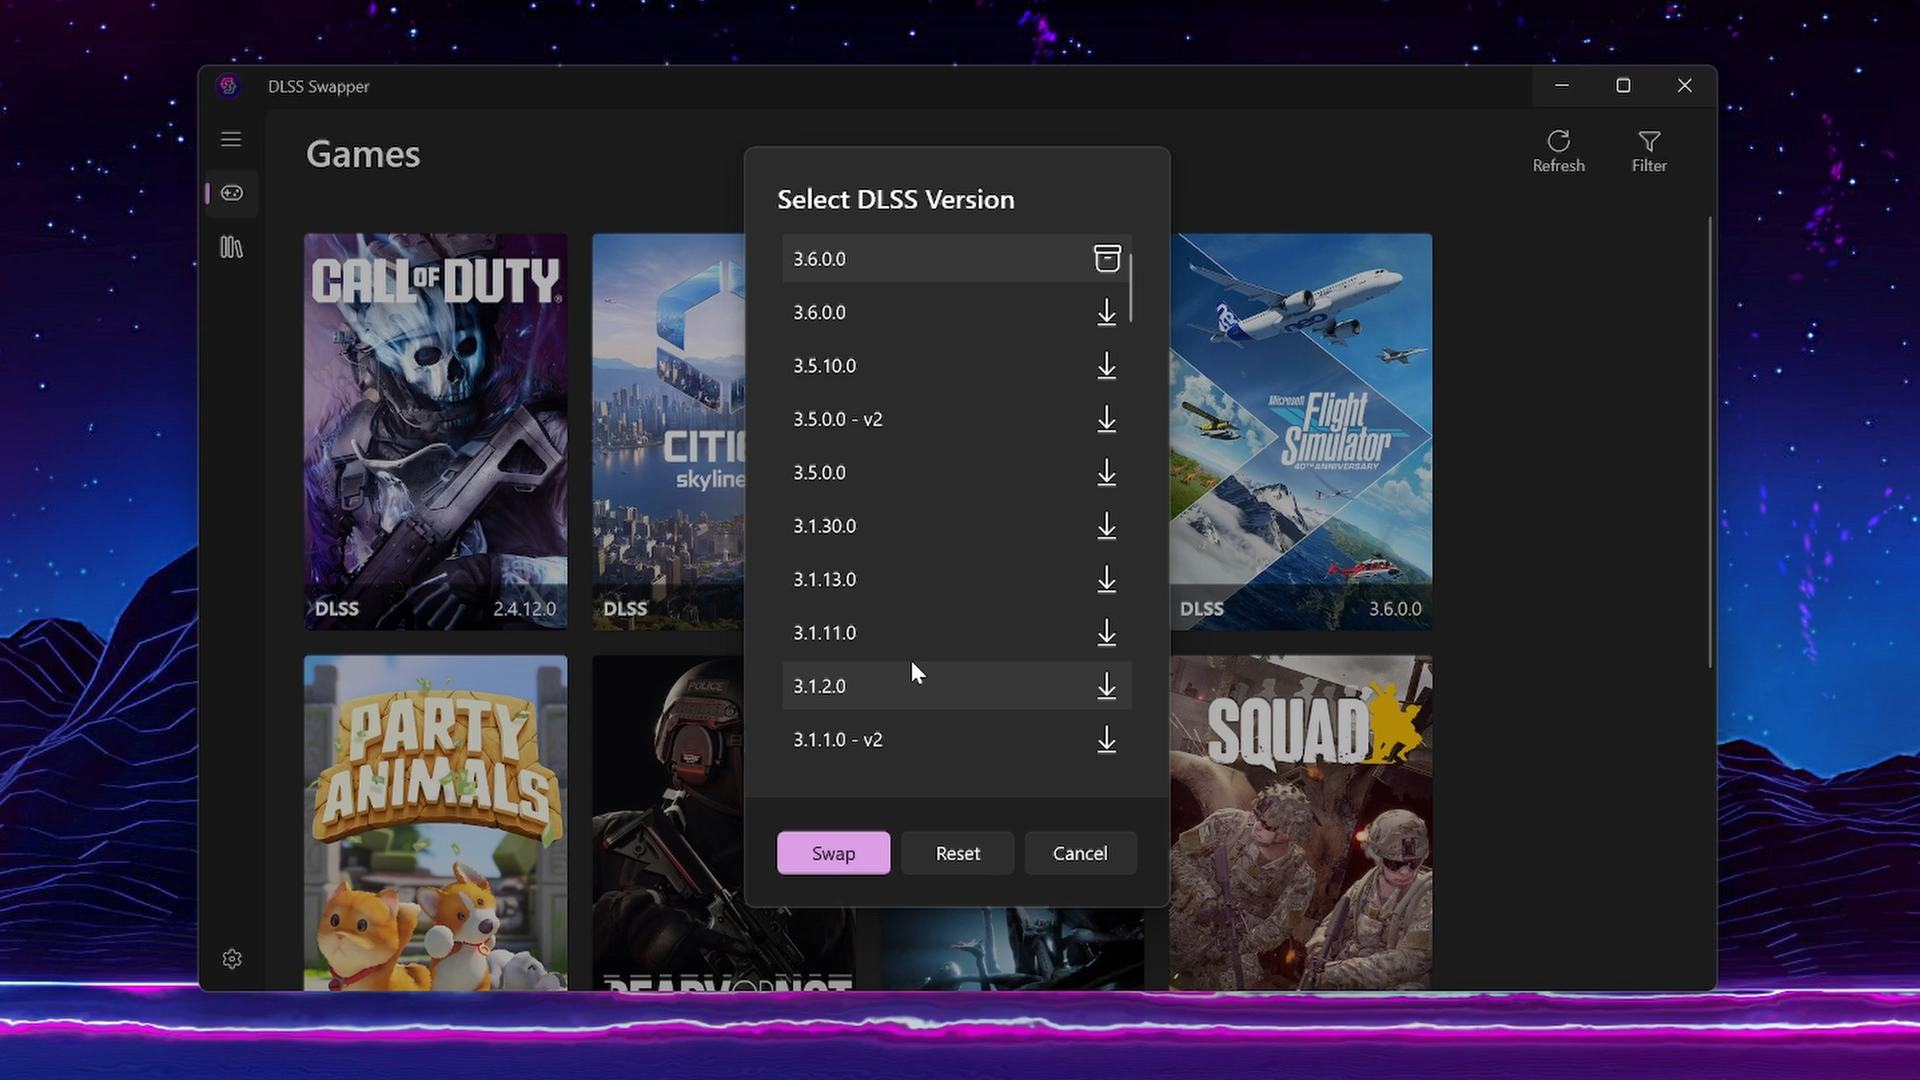 DLSS Swapper
Games
Refresh
Filter
Select DLSS Version
3.6.0.0
3.6.0.0
3.5.10.0
3.5.0.0 - v2
3.5.0.0
3.1.30.0
3.1.13.0
3.1.11.0
3.1.2.0
3.1.1.0 - v2
Swap
Reset
Cancel
CALL OF DUTY
DLSS
2.4.12.0
skyline
DLSS
Microsoft
Flight
Simulator
40TH ANNIVERSARY
DLSS
3.6.0.0
PARTY
ANIMALS
POLICE
READY OR NOT
SQUAD